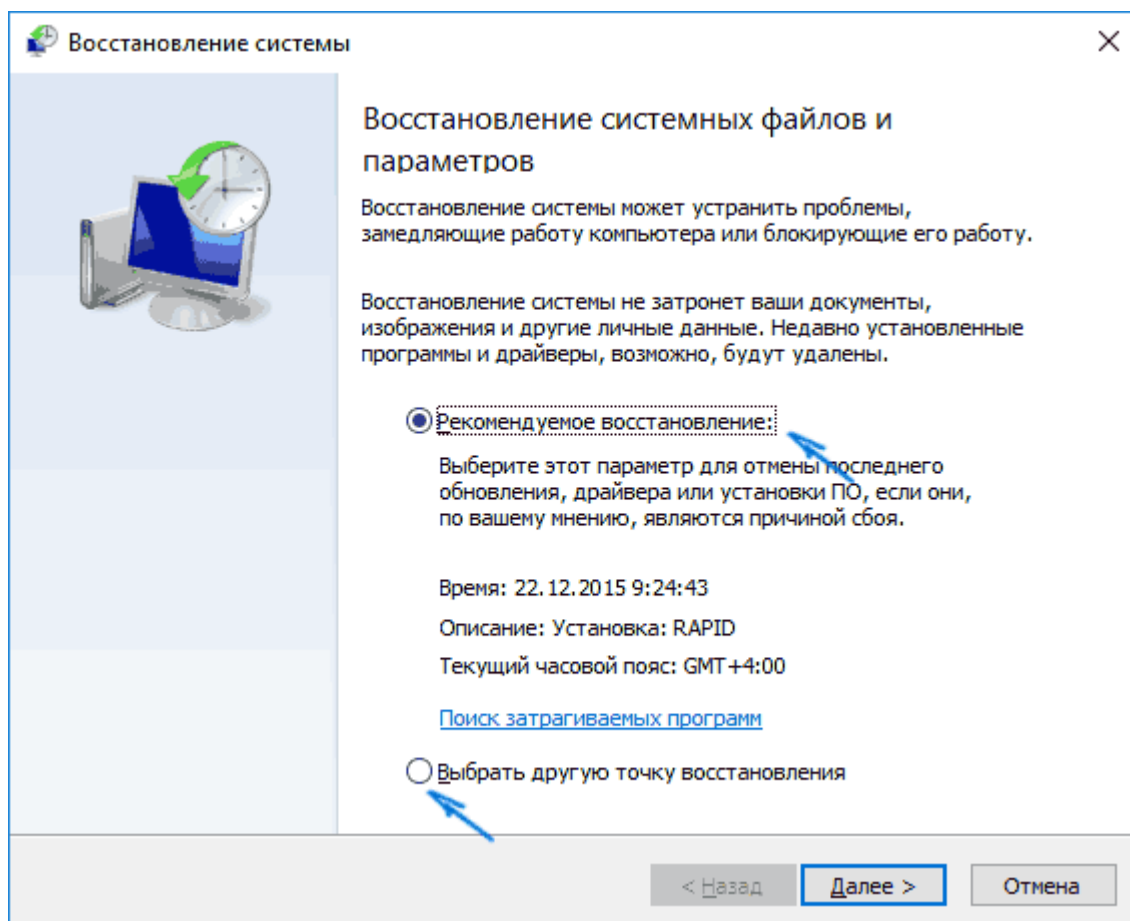 Восстановление системы
Восстановление системных файлов и
параметров
Восстановление системы может устранить проблемы,
замедляющие работу компьютера или блокирующие его работу.
Восстановление системы не затронет ваши документы,
изображения и другие личные данные. Недавно установленные
программы и драйверы, возможно, будут удалены.
Рекомендуемое восстановление:
Выберите этот параметр для отмены последнего
обновления, драйвера или установки ПО, если они,
по вашему мнению, являются причиной сбоя.
Время: 22.12.2015 9:24:43
Описание: Установка: RAPID
Текущий часовой пояс: GMT+4:00
Поиск затрагиваемых программ
Выбрать другую точку восстановления
< Назад Далее > Отмена